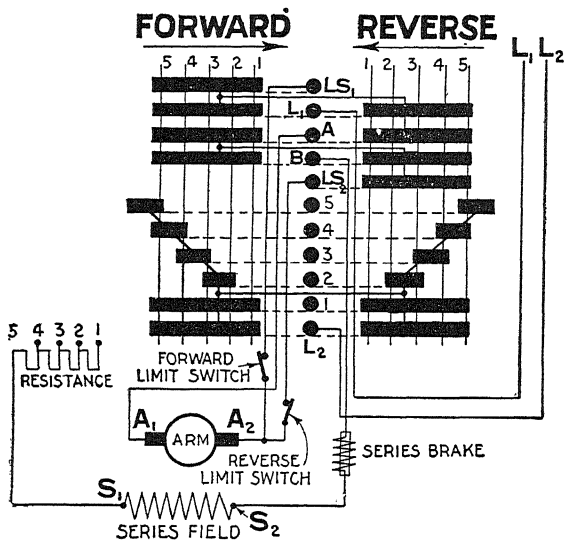 FORWARD REVERSE
L1 L2
5 4 3 2 1
1 2 3 4 5
LS1
L1
A
B
LS2
5
4
3
2
1
L2
5 4 3 2 1
RESISTANCE
FORWARD
LIMIT SWITCH
A1 ARM A2
REVERSE
LIMIT SWITCH
SERIES BRAKE
S1
SERIES FIELD
S2